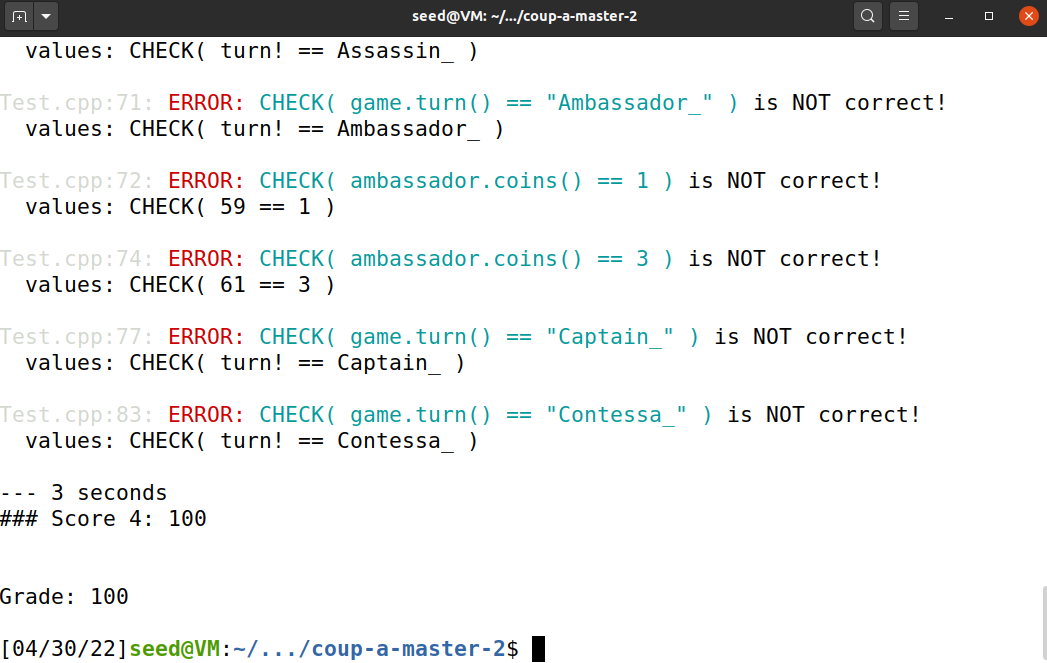 seed@VM: ~/.../coup-a-master-2
values: CHECK( turn! == Assassin_ )
Test.cpp:71: ERROR: CHECK( game.turn() == "Ambassador_" ) is NOT correct!
values: CHECK( turn! == Ambassador_ )
Test.cpp:72: ERROR: CHECK( ambassador.coins() == 1 ) is NOT correct!
values: CHECK( 59 == 1 )
Test.cpp:74: ERROR: CHECK( ambassador.coins() == 3 ) is NOT correct!
values: CHECK( 61 == 3 )
Test.cpp:77: ERROR: CHECK( game.turn() == "Captain_" ) is NOT correct!
values: CHECK( turn! == Captain_ )
Test.cpp:83: ERROR: CHECK( game.turn() == "Contessa_" ) is NOT correct!
values: CHECK( turn! == Contessa_ )
--- 3 seconds
### Score 4: 100
Grade: 100
[04/30/22]seed@VM:~/.../coup-a-master-2$